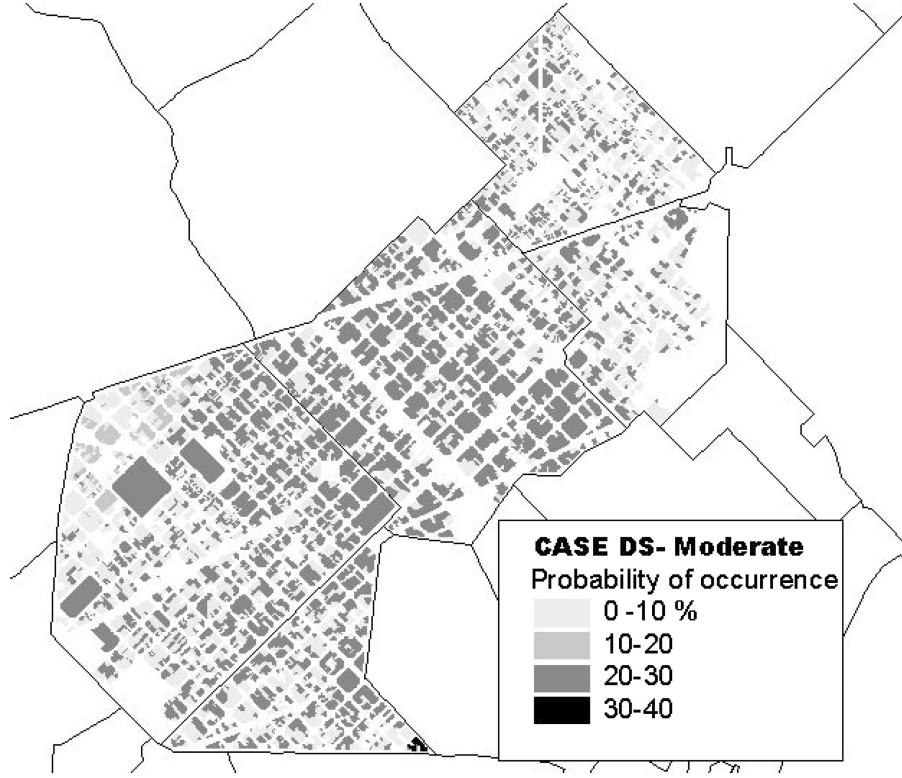 CASE DS- Moderate
Probability of occurrence
0 -10 %
10-20
20-30
30-40